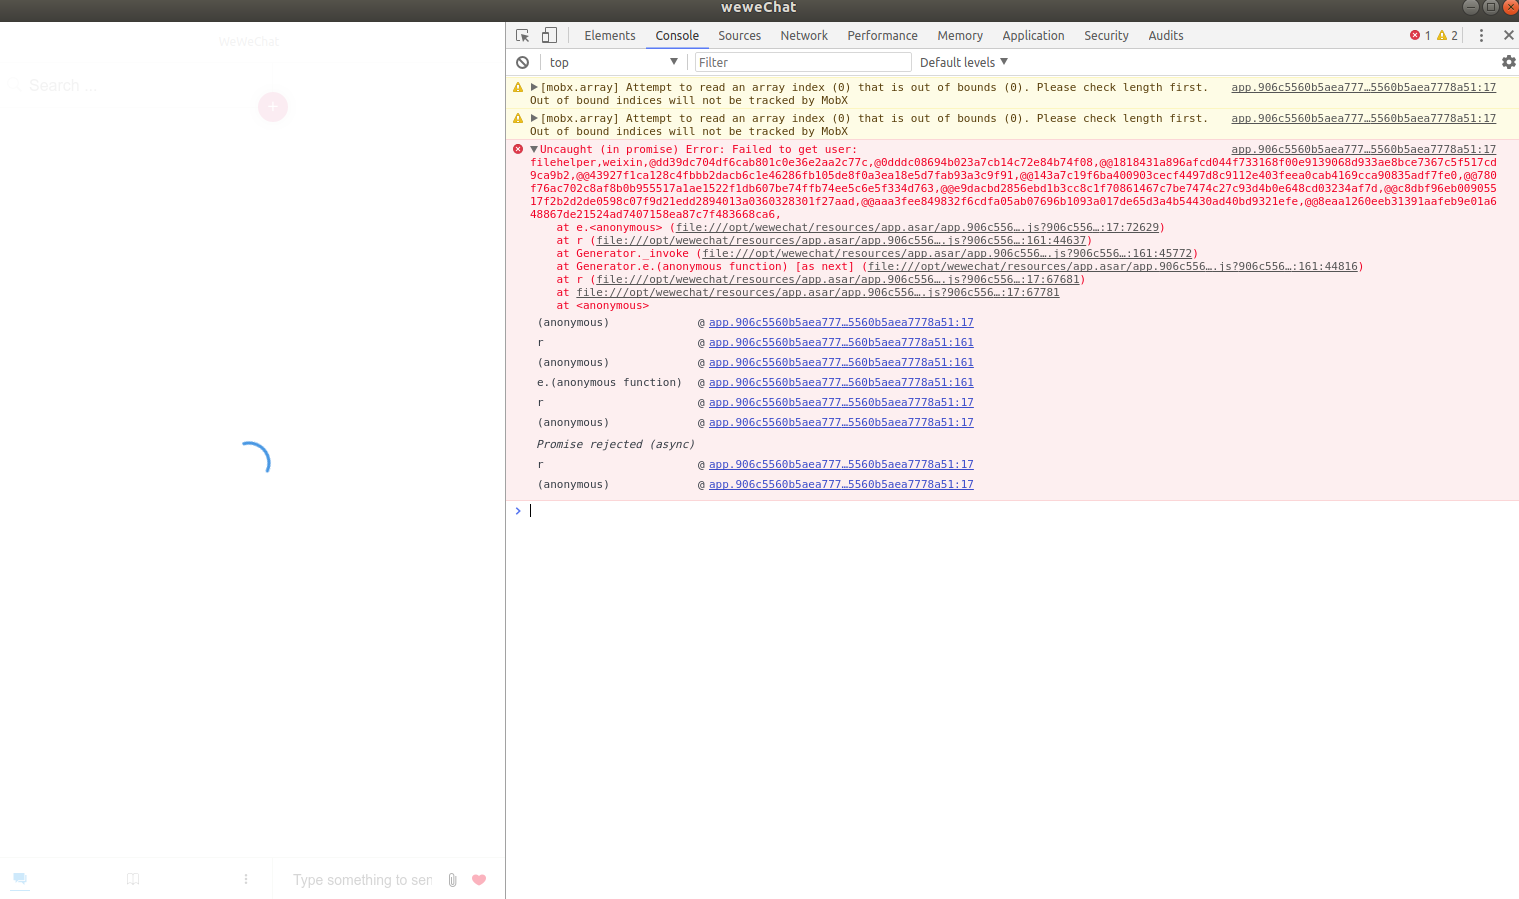 weweChat
WeWeChat
Search ...
+
Elements Console Sources Network Performance Memory Application Security Audits 1 2
top Filter Default levels
[mobx.array] Attempt to read an array index (0) that is out of bounds (0). Please check length first. app.906c5560b5aea777…5560b5aea7778a51:17
Out of bound indices will not be tracked by MobX
[mobx.array] Attempt to read an array index (0) that is out of bounds (0). Please check length first. app.906c5560b5aea777…5560b5aea7778a51:17
Out of bound indices will not be tracked by MobX
Uncaught (in promise) Error: Failed to get user: app.906c5560b5aea777…5560b5aea7778a51:17
filehelper,weixin,@dd39dc704df6cab801c0e36e2aa2c77c,@0dddc08694b023a7cb14c72e84b74f08,@@1818431a896afcd044f733168f00e9139068d933ae8bce7367c5f517cd
9ca9b2,@@43927f1ca128c4fbbb2dacb6c1e46286fb105de8f0a3ea18e5d7fab93a3c9f91,@@143a7c19f6ba400903cecf4497d8c9112e403feea0cab4169cca90835adf7fe0,@@780
f76ac702c8af8b0b955517a1ae1522f1db607be74ffb74ee5c6e5f334d763,@@e9dacbd2856ebd1b3cc8c1f70861467c7be7474c27c93d4b0e648cd03234af7d,@@c8dbf96eb009055
17f2b2d2de0598c07f9d21edd2894013a0360328301f27aad,@@aaa3fee849832f6cdfa05ab07696b1093a017de65d3a4b54430ad40bd9321efe,@@8eaa1260eeb31391aafeb9e01a6
48867de21524ad7407158ea87c7f483668ca6,
at e.<anonymous> (file:///opt/wewechat/resources/app.asar/app.906c556….js?906c556…:17:72629)
at r (file:///opt/wewechat/resources/app.asar/app.906c556….js?906c556…:161:44637)
at Generator._invoke (file:///opt/wewechat/resources/app.asar/app.906c556….js?906c556…:161:45772)
at Generator.e.(anonymous function) [as next] (file:///opt/wewechat/resources/app.asar/app.906c556….js?906c556…:161:44816)
at r (file:///opt/wewechat/resources/app.asar/app.906c556….js?906c556…:17:67681)
at file:///opt/wewechat/resources/app.asar/app.906c556….js?906c556…:17:67781
at <anonymous>
(anonymous) @ app.906c5560b5aea777…5560b5aea7778a51:17
r @ app.906c5560b5aea777…560b5aea7778a51:161
(anonymous) @ app.906c5560b5aea777…560b5aea7778a51:161
e.(anonymous function) @ app.906c5560b5aea777…560b5aea7778a51:161
r @ app.906c5560b5aea777…5560b5aea7778a51:17
(anonymous) @ app.906c5560b5aea777…5560b5aea7778a51:17
Promise rejected (async)
r @ app.906c5560b5aea777…5560b5aea7778a51:17
(anonymous) @ app.906c5560b5aea777…5560b5aea7778a51:17
Type something to sen